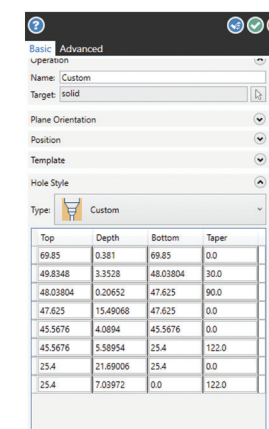 Basic Advanced
Operation
Name: Custom
Target: solid
Plane Orientation
Position
Template
Hole Style
Type: Custom
Top Depth Bottom Taper
69.85 0.381 69.85 0.0
49.8348 3.3528 48.03804 30.0
48.03804 0.20652 47.625 90.0
47.625 15.49068 47.625 0.0
45.5676 4.0894 45.5676 0.0
45.5676 5.58954 25.4 122.0
25.4 21.69006 25.4 0.0
25.4 7.03972 0.0 122.0